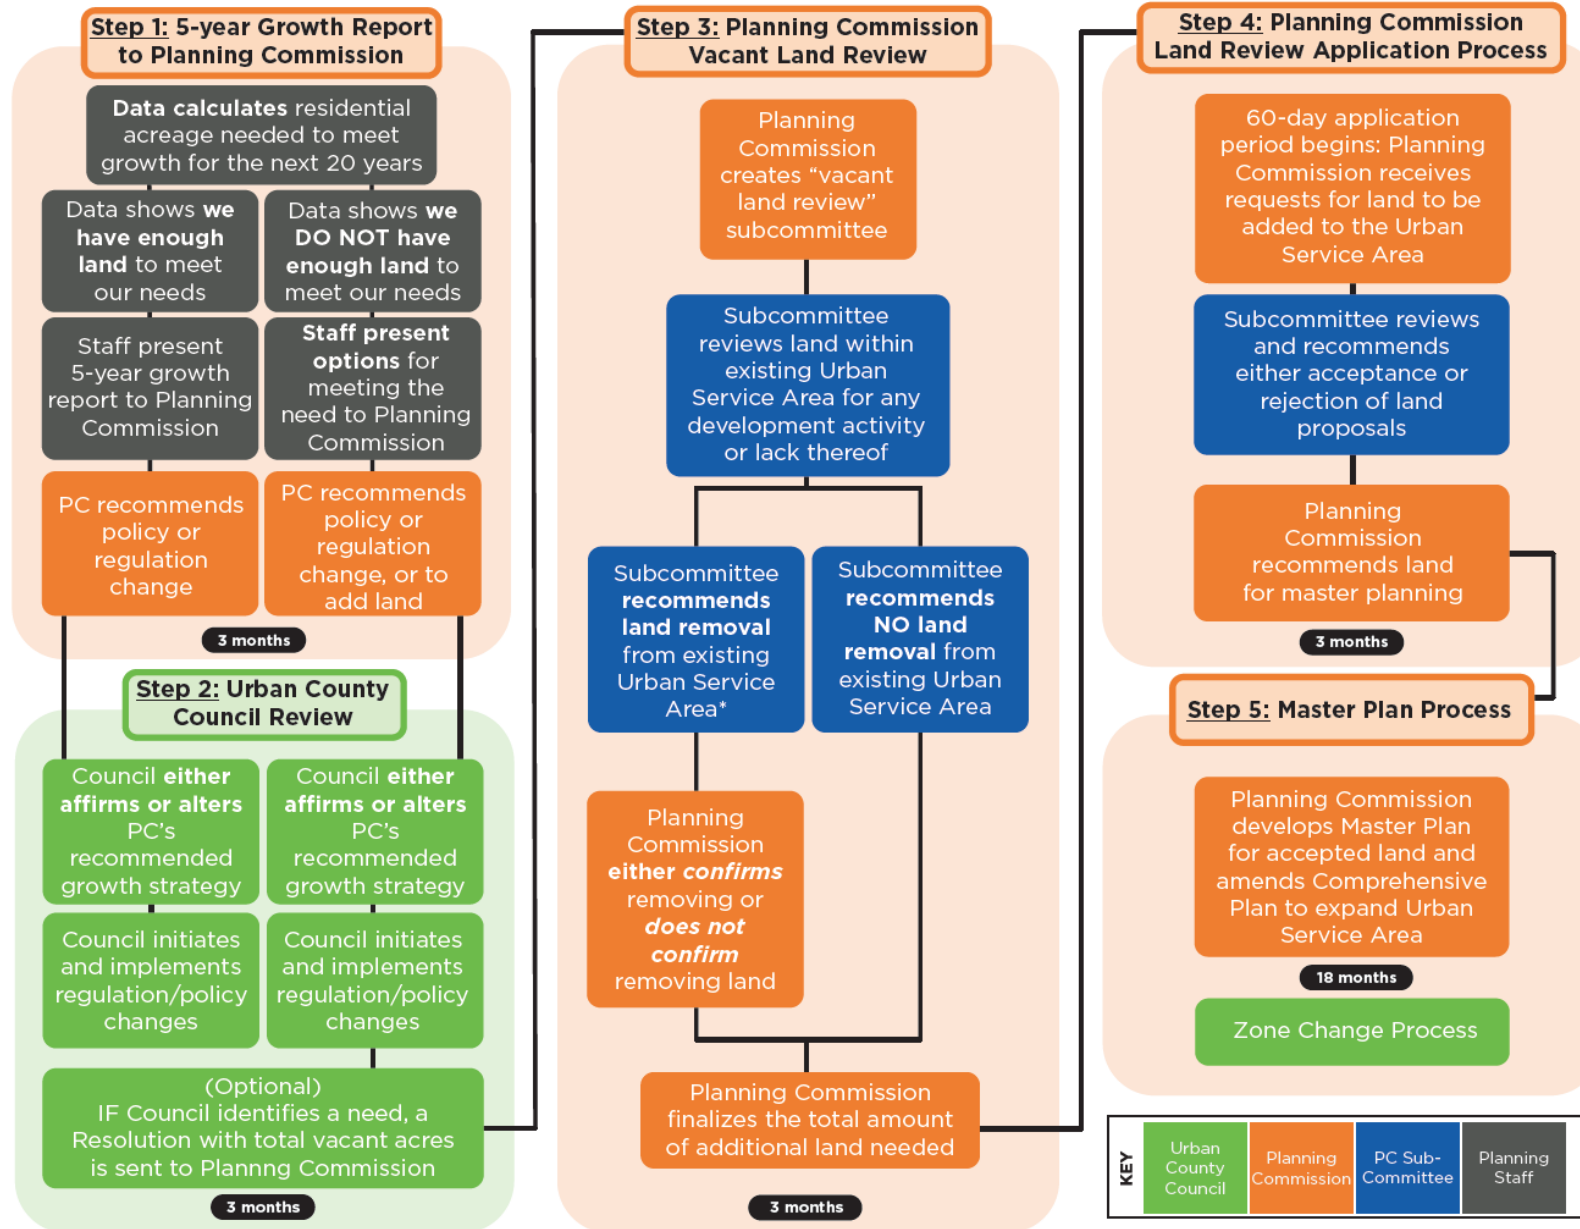 Step 1: 5-year Growth Report
to Planning Commission
Data calculates residential
acreage needed to meet
growth for the next 20 years
Data shows we
have enough
land to meet
our needs
Data shows we
DO NOT have
enough land to
meet our needs
Staff present
5-year growth
report to Planning
Commission
Staff present
options for
meeting the
need to Planning
Commission
PC recommends
policy or
regulation
change
PC recommends
policy or
regulation
change, or to
add land
3 months
Step 2: Urban County
Council Review
Council either
affirms or alters
PC's
recommended
growth strategy
Council either
affirms or alters
PC's
recommended
growth strategy
Council initiates
and implements
regulation/policy
changes
Council initiates
and implements
regulation/policy
changes
(Optional)
IF Council identifies a need, a
Resolution with total vacant acres
is sent to Plannng Commission
3 months
Step 3: Planning Commission
Vacant Land Review
Planning
Commission
creates "vacant
land review"
subcommittee
Subcommittee
reviews land within
existing Urban
Service Area for any
development activity
or lack thereof
Subcommittee
recommends
land removal
from existing
Urban Service
Area*
Subcommittee
recommends
NO land
removal from
existing Urban
Service Area
Planning
Commission
either confirms
removing or
does not
confirm
removing land
Planning Commission
finalizes the total amount
of additional land needed
3 months
Step 4: Planning Commission
Land Review Application Process
60-day application
period begins: Planning
Commission receives
requests for land to be
added to the Urban
Service Area
Subcommittee reviews
and recommends
either acceptance or
rejection of land
proposals
Planning
Commission
recommends land
for master planning
3 months
Step 5: Master Plan Process
Planning Commission
develops Master Plan
for accepted land and
amends Comprehensive
Plan to expand Urban
Service Area
18 months
Zone Change Process
KEY
Urban
County
Council
Planning
Commission
PC Sub-
Committee
Planning
Staff